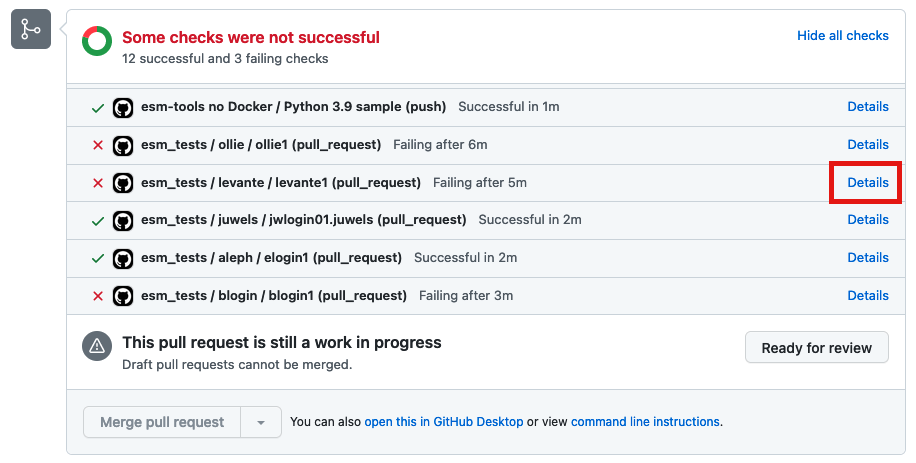 Some checks were not successful
Hide all checks
12 successful and 3 failing checks
esm-tools no Docker / Python 3.9 sample (push) Successful in 1m Details
esm_tests / ollie / ollie1 (pull_request) Failing after 6m Details
esm_tests / levante / levante1 (pull_request) Failing after 5m Details
esm_tests / juwels / jwlogin01.juwels (pull_request) Successful in 2m Details
esm_tests / aleph / elogin1 (pull_request) Successful in 2m Details
esm_tests / blogin / blogin1 (pull_request) Failing after 3m Details
This pull request is still a work in progress
Draft pull requests cannot be merged.
Ready for review
Merge pull request
You can also open this in GitHub Desktop or view command line instructions.